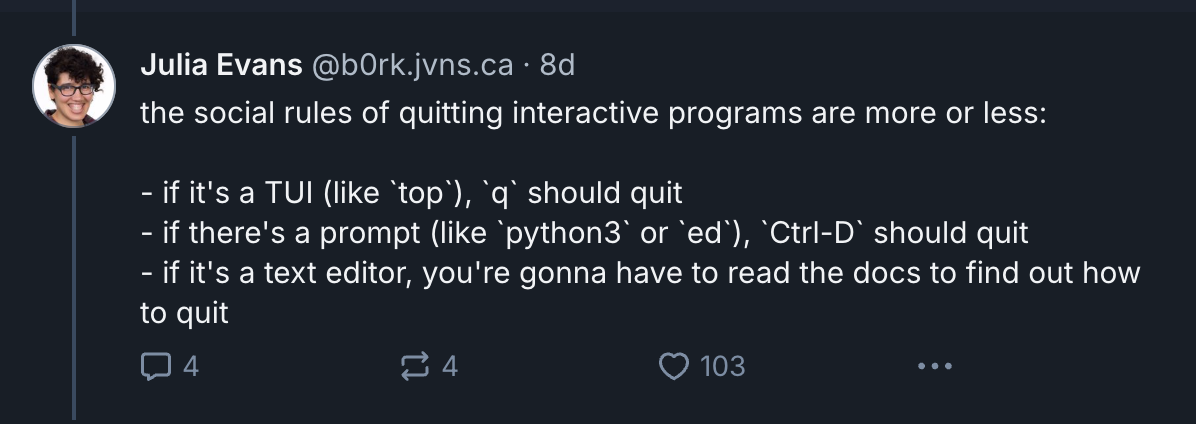 Julia Evans @b0rk.jvns.ca · 8d
the social rules of quitting interactive programs are more or less:
- if it's a TUI (like `top`), `q` should quit
- if there's a prompt (like `python3` or `ed`), `Ctrl-D` should quit
- if it's a text editor, you're gonna have to read the docs to find out how
to quit
4 4 103